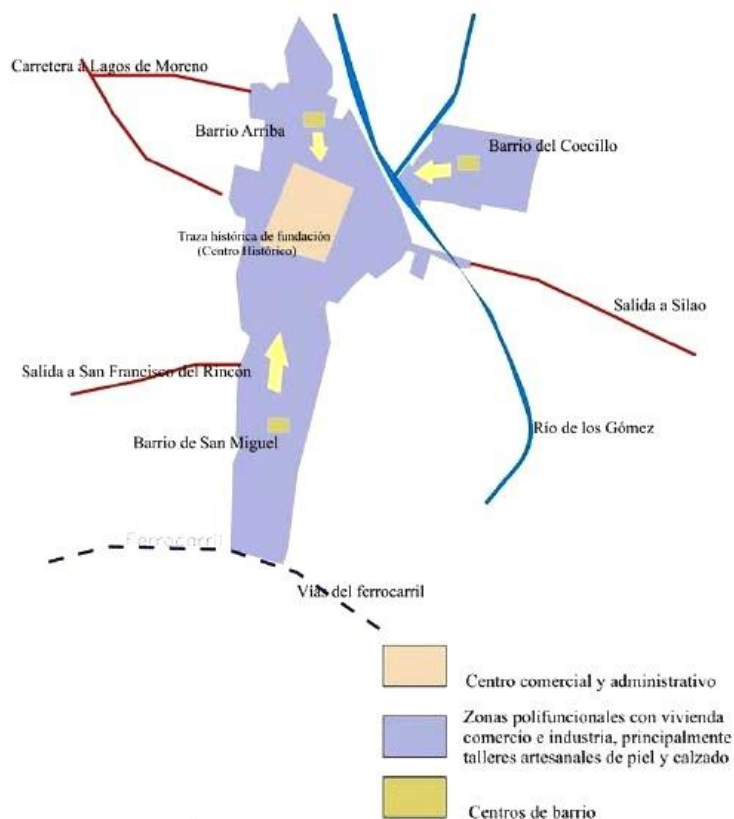 Carretera a Lagos de Moreno
Barrio Arriba
Barrio del Coecillo
Traza histórica de fundación
(Centro Histórico)
Salida a Silao
Salida a San Francisco del Rincón
Río de los Gómez
Barrio de San Miguel
Ferrocarril
Vías del ferrocarril
Centro comercial y administrativo
Zonas polifuncionales con vivienda
comercio e industria, principalmente
talleres artesanales de piel y calzado
Centros de barrio